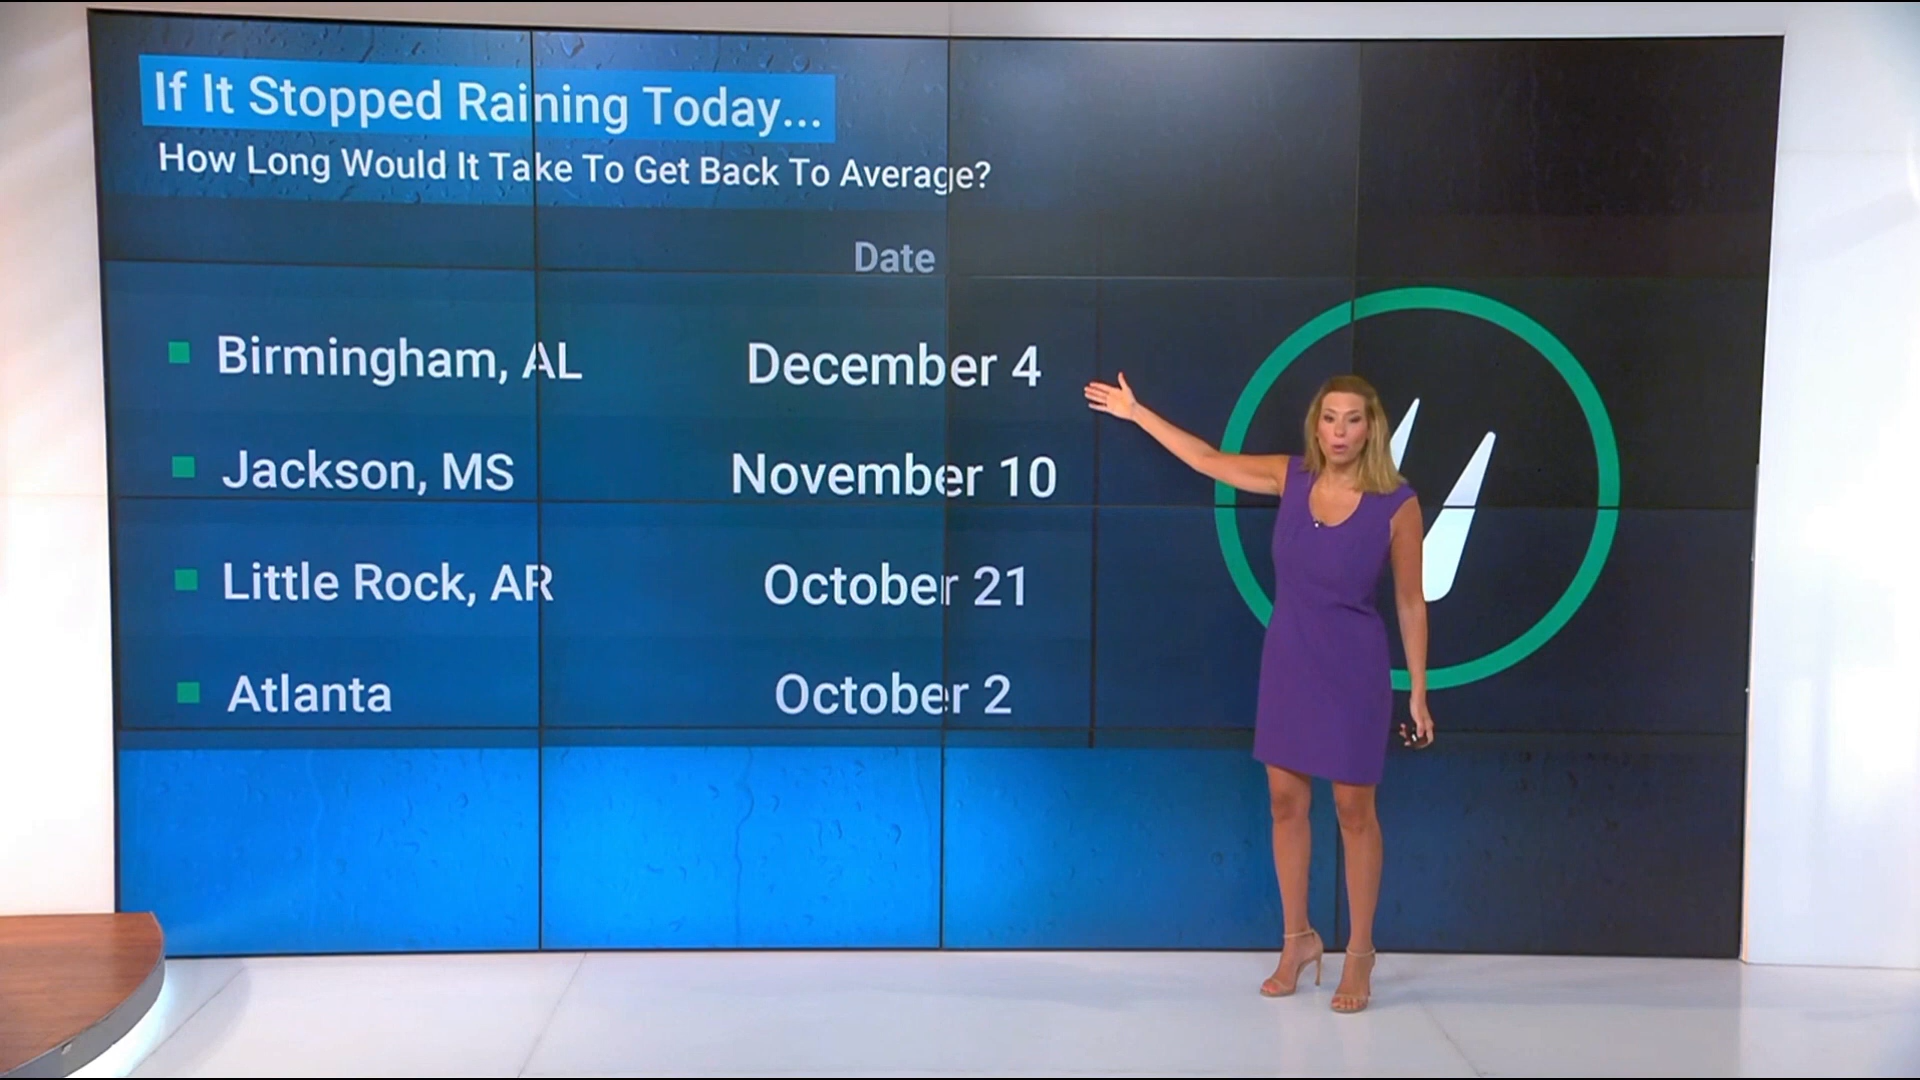 If It Stopped Raining Today...
How Long Would It Take To Get Back To Average?
Date
Birmingham, AL December 4
Jackson, MS November 10
Little Rock, AR October 21
Atlanta October 2